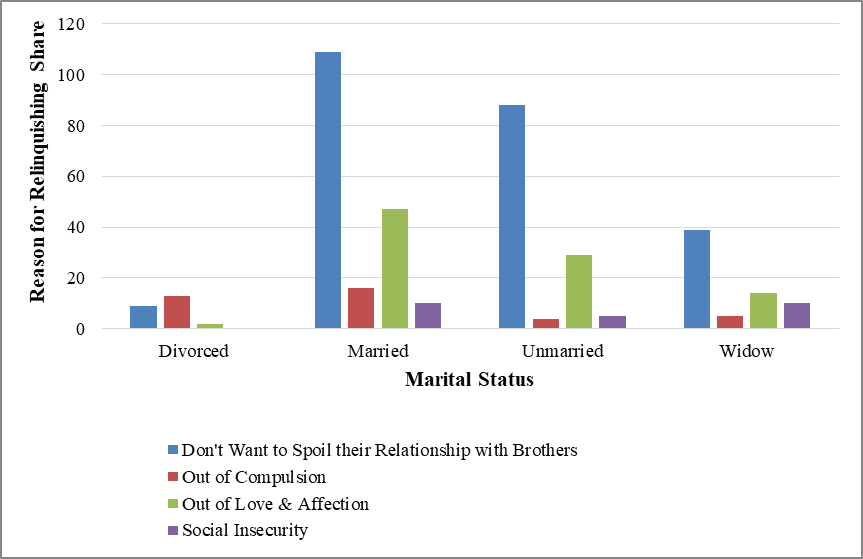 120
100
80
60
40
20
0
Reason for Relinquishing Share
Divorced Married Unmarried Widow
Marital Status
Don't Want to Spoil their Relationship with Brothers
Out of Compulsion
Out of Love & Affection
Social Insecurity